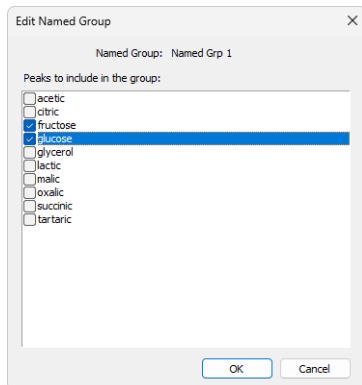 Edit Named Group
Named Group: Named Grp 1
Peaks to include in the group:
acetic
citric
fructose
glucose
glycerol
lactic
malic
oxalic
succinic
tartaric
OK Cancel